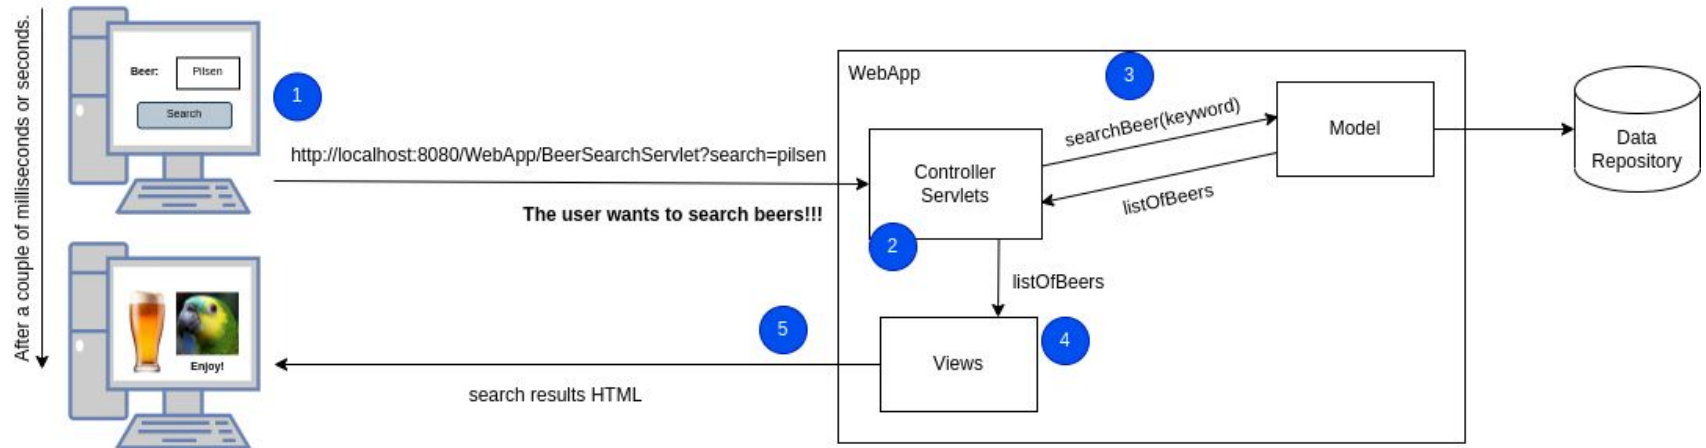 After a couple of milliseconds or seconds.
Beer:
Pilsen
Search
1
http://localhost:8080/WebApp/BeerSearchServlet?search=pilsen
The user wants to search beers!!!
WebApp
3
searchBeer(keyword)
Model
Controller
Servlets
listOfBeers
Data
Repository
2
listOfBeers
Enjoy!
5
4
Views
search results HTML